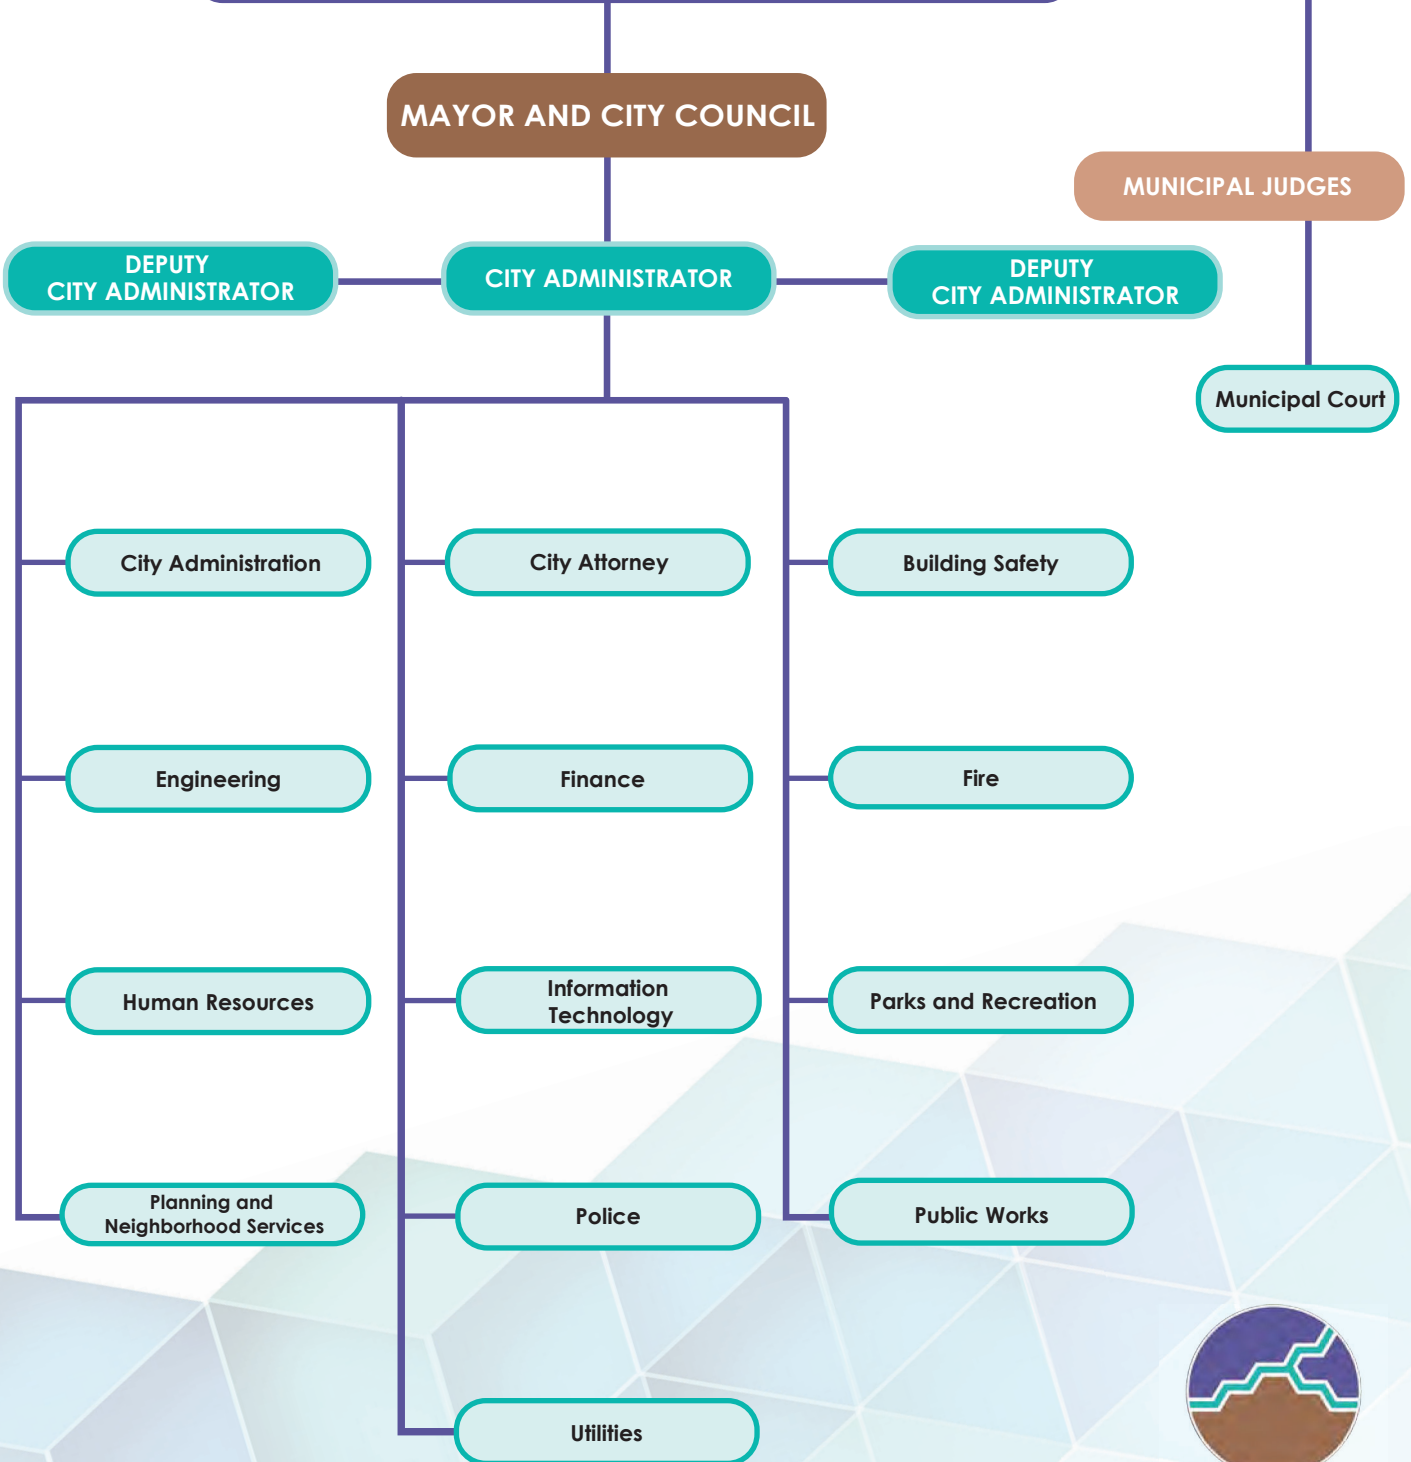 MAYOR AND CITY COUNCIL
MUNICIPAL JUDGES
DEPUTY
CITY ADMINISTRATOR
CITY ADMINISTRATOR
DEPUTY
CITY ADMINISTRATOR
Municipal Court
City Administration
City Attorney
Building Safety
Engineering
Finance
Fire
Human Resources
Information
Technology
Parks and Recreation
Planning and
Neighborhood Services
Police
Public Works
Utilities